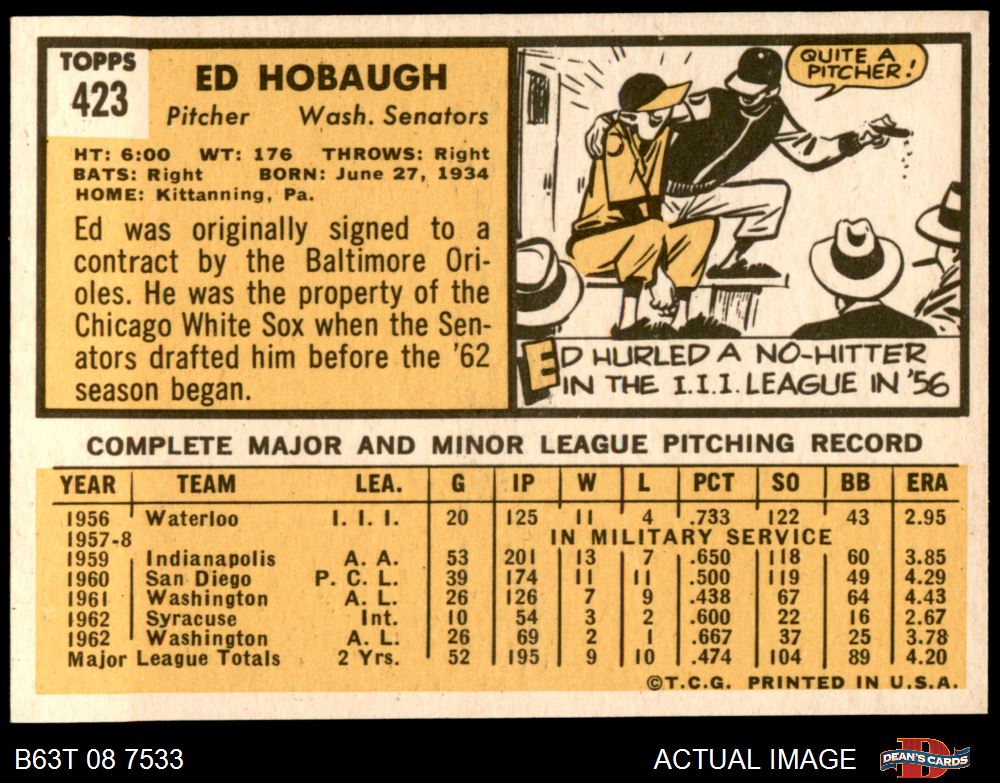 TOPPS
423
ED HOBAUGH
Pitcher Wash. Senators
HT: 6:00 WT: 176 THROWS: Right
BATS: Right BORN: June 27, 1934
HOME: Kittanning, Pa.
Ed was originally signed to a
contract by the Baltimore Ori-
oles. He was the property of the
Chicago White Sox when the Sen-
ators drafted him before the '62
season began.
QUITE A
PITCHER!
ED HURLED A NO-HITTER
IN THE I.I.I. LEAGUE IN '56
COMPLETE MAJOR AND MINOR LEAGUE PITCHING RECORD
YEAR TEAM LEA. G IP W L PCT SO BB ERA
1956 Waterloo I. I. I. 20 125 11 4 .733 122 43 2.95
1957-8 IN MILITARY SERVICE
1959 Indianapolis A. A. 53 201 13 7 .650 118 60 3.85
1960 San Diego P. C. L. 39 174 11 11 .500 119 49 4.29
1961 Washington A. L. 26 126 7 9 .438 67 64 4.43
1962 Syracuse Int. 10 54 3 2 .600 22 16 2.67
1962 Washington A. L. 26 69 2 1 .667 37 25 3.78
Major League Totals 2 Yrs. 52 195 9 10 .474 104 89 4.20
©T.C.G. PRINTED IN U.S.A.
B63T 08 7533
ACTUAL IMAGE
D
DEAN'S CARDS